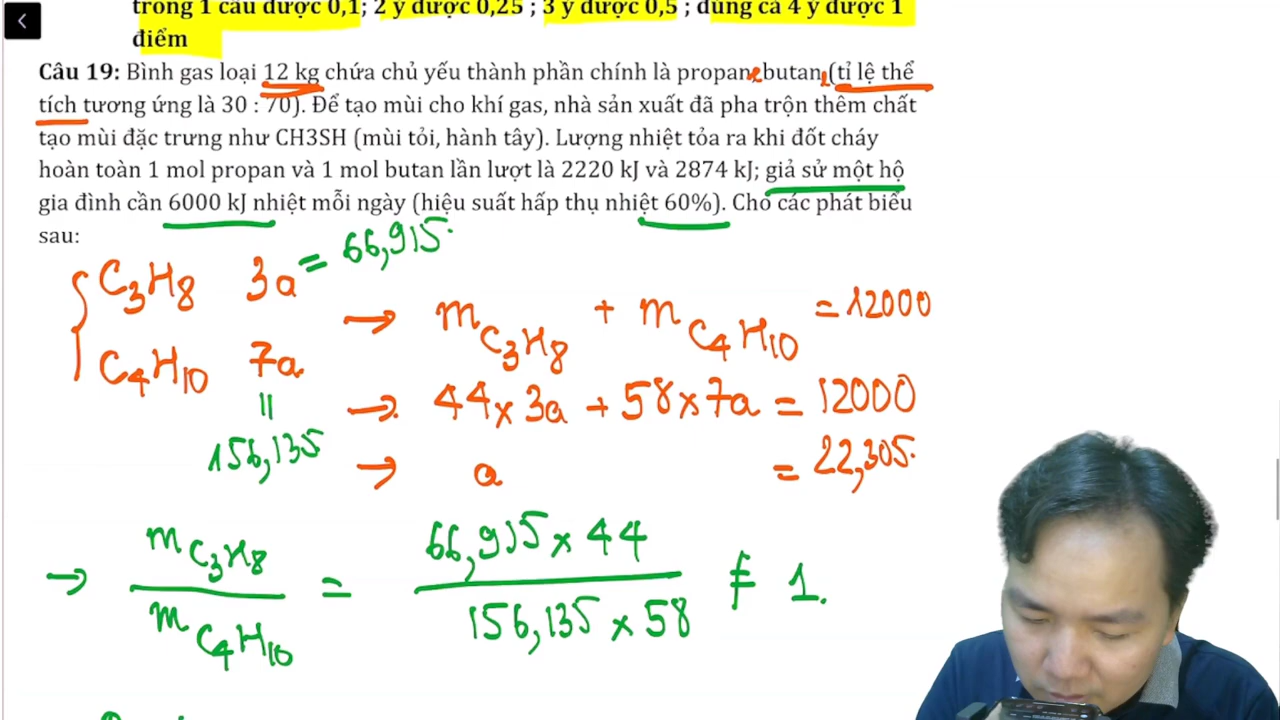 trong 1 câu được 0,1; 2 ý được 0,25 ; 3 ý được 0,5 ; đúng cả 4 ý được 1
điểm
Câu 19: Bình gas loại 12 kg chứa chủ yếu thành phần chính là propan, butan (tỉ lệ thể
tích tương ứng là 30 : 70). Để tạo mùi cho khí gas, nhà sản xuất đã pha trộn thêm chất
tạo mùi đặc trưng như CH3SH (mùi tỏi, hành tây). Lượng nhiệt tỏa ra khi đốt cháy
hoàn toàn 1 mol propan và 1 mol butan lần lượt là 2220 kJ và 2874 kJ; giả sử một hộ
gia đình cần 6000 kJ nhiệt mỗi ngày (hiệu suất hấp thụ nhiệt 60%). Cho các phát biểu
sau:
C3H8 3a = 66,915
→ mC3H8 + mC4H10 = 12000
C4H10 7a
= 156,135
→ 44 x 3a + 58 x 7a = 12000
→ a = 22,305
→ mC3H8 / mC4H10 = 66,915 x 44 / 156,135 x 58 ≠ 1.